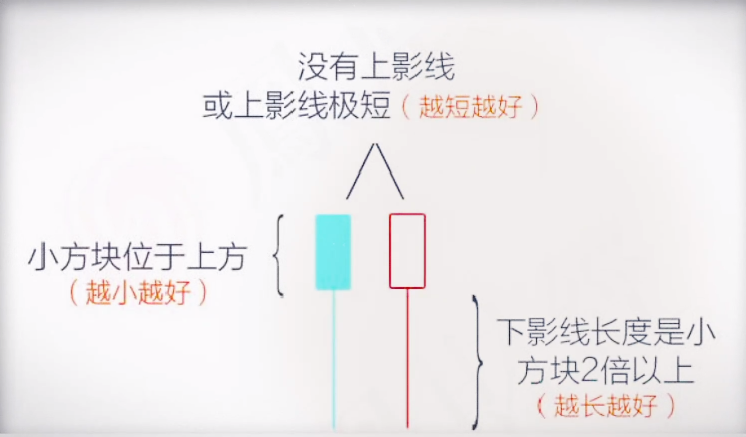 没有上影线
或上影线极短（越短越好）
小方块位于上方
（越小越好）
下影线长度是小
方块2倍以上
（越长越好）